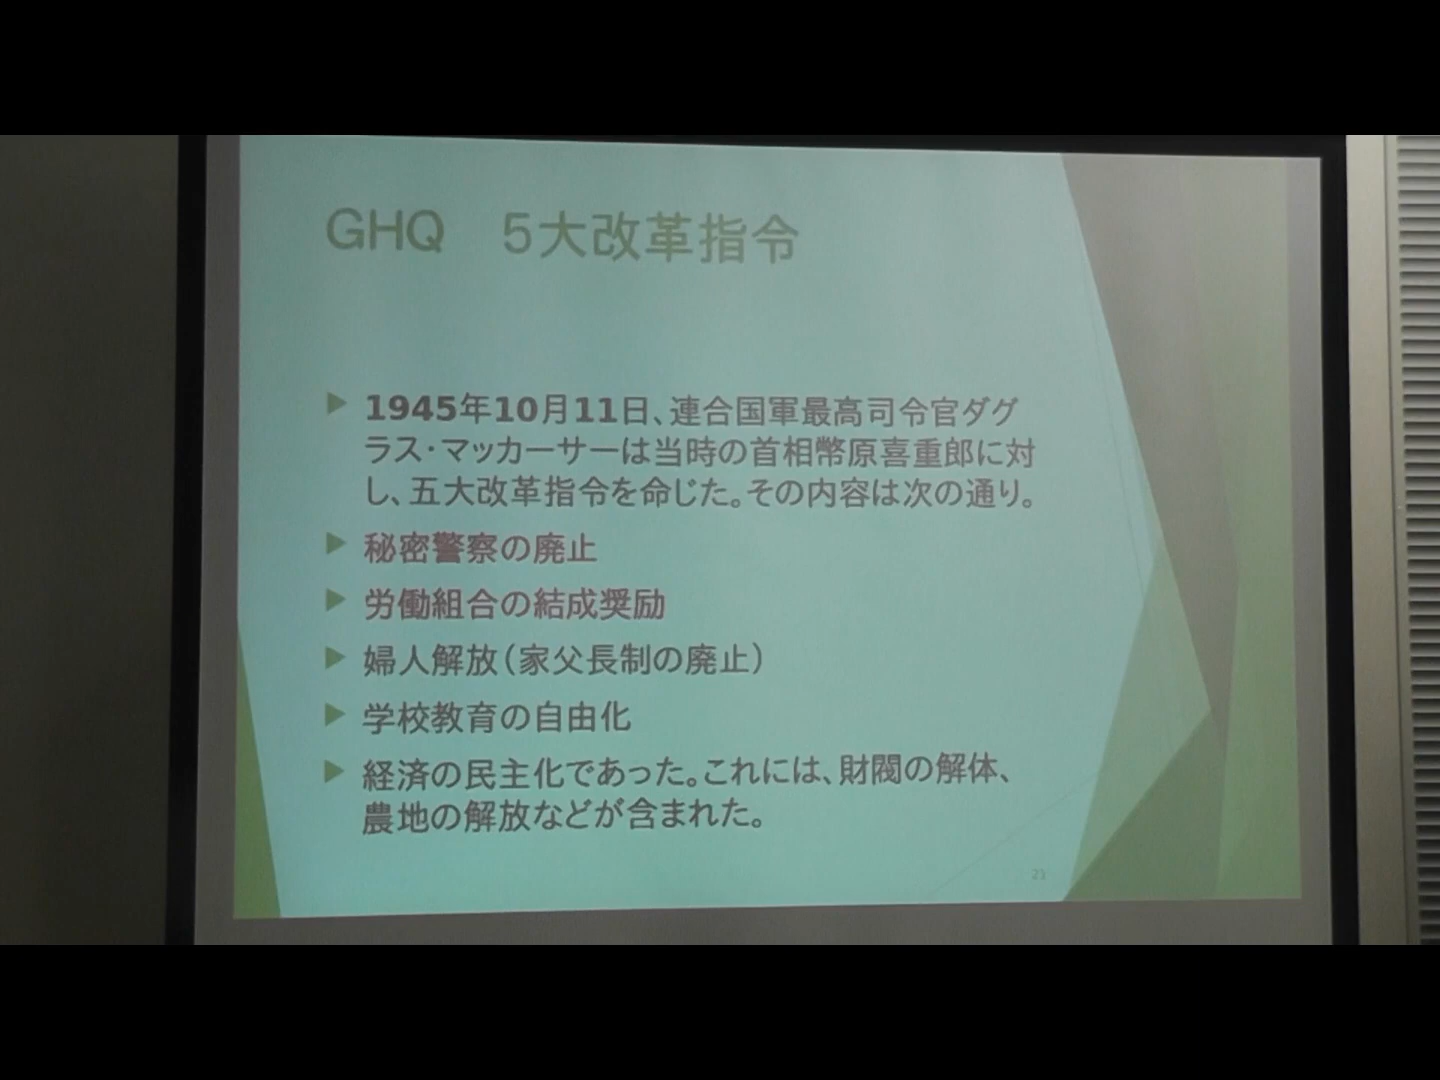 GHQ　5大改革指令
1945年10月11日、連合国軍最高司令官ダグ
ラス・マッカーサーは当時の首相幣原喜重郎に対
し、五大改革指令を命じた。その内容は次の通り。
秘密警察の廃止
労働組合の結成奨励
婦人解放（家父長制の廃止）
学校教育の自由化
経済の民主化であった。これには、財閥の解体、
農地の解放などが含まれた。
21